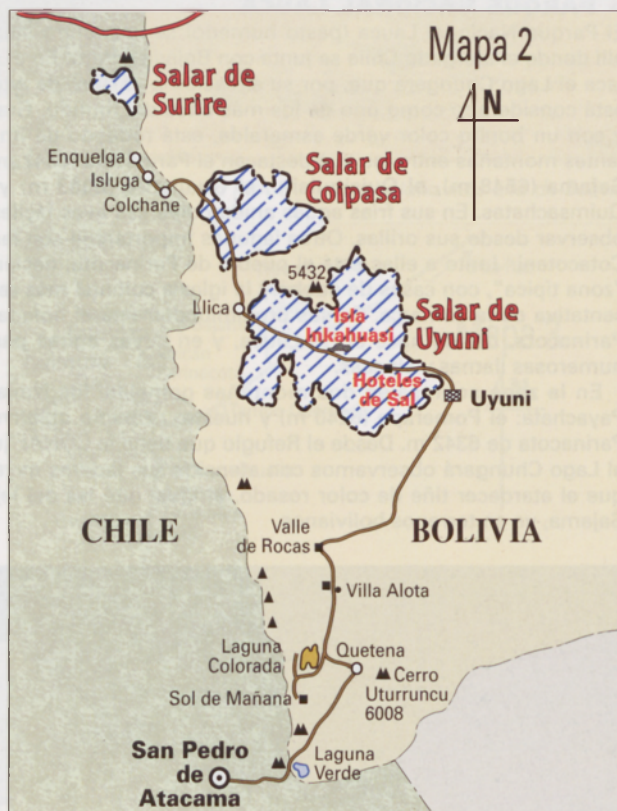 Mapa 2
N
Salar de
Surire
Enquelga
Isluga
Colchane
Salar de
Colpasa
5432
Llica
Isla
Inkahuasi
Salar de
Uyuni
Hoteles
de Sal
Uyuni
CHILE
BOLIVIA
Valle
de Rocas
Villa Alota
Laguna
Colorada
Quetena
Cerro
Uturruncu
6008
Sol de Mañana
San Pedro
de
Atacama
Laguna
Verde